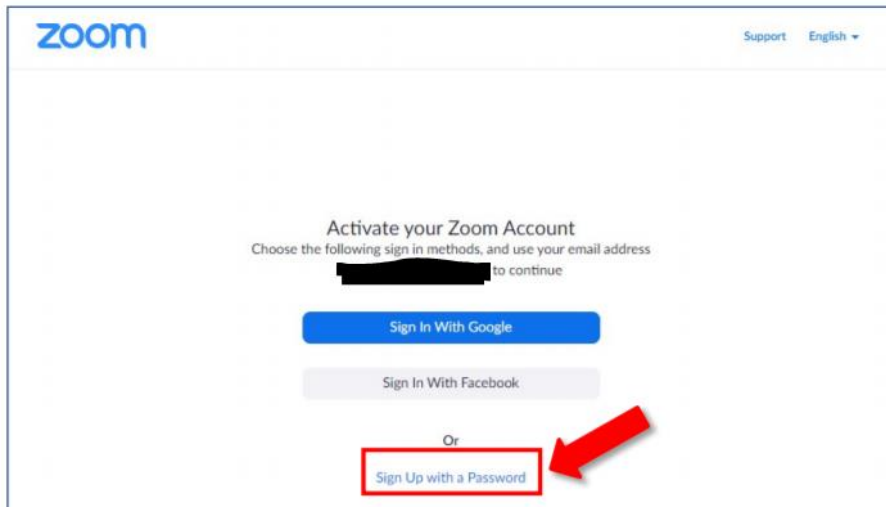 zoom
Support English
Activate your Zoom Account
Choose the following sign in methods, and use your email address
to continue
Sign In With Google
Sign In With Facebook
Or
Sign Up with a Password